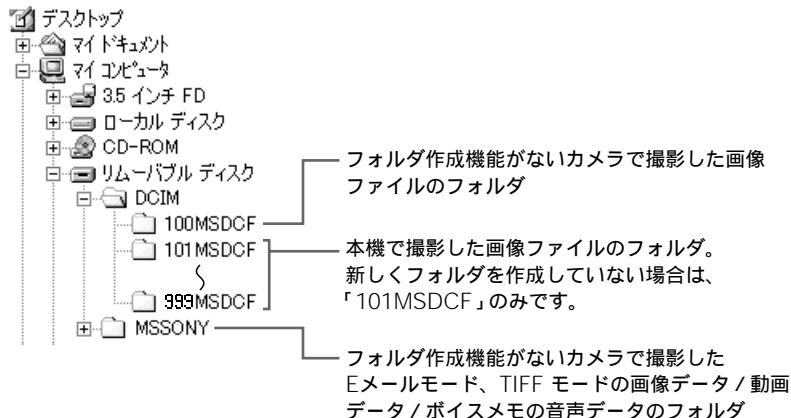 デスクトップ
マイ ドキュメント
マイ コンピュータ
3.5 インチ FD
ローカル ディスク
CD-ROM
リムーバブル ディスク
DCIM
100MSDCF
101MSDCF
〜
999MSDCF
MSSONY
フォルダ作成機能がないカメラで撮影した画像
ファイルのフォルダ
本機で撮影した画像ファイルのフォルダ。
新しくフォルダを作成していない場合は、
「101MSDCF」のみです。
フォルダ作成機能がないカメラで撮影した
Eメールモード、TIFF モードの画像データ / 動画
データ / ボイスメモの音声データのフォルダ